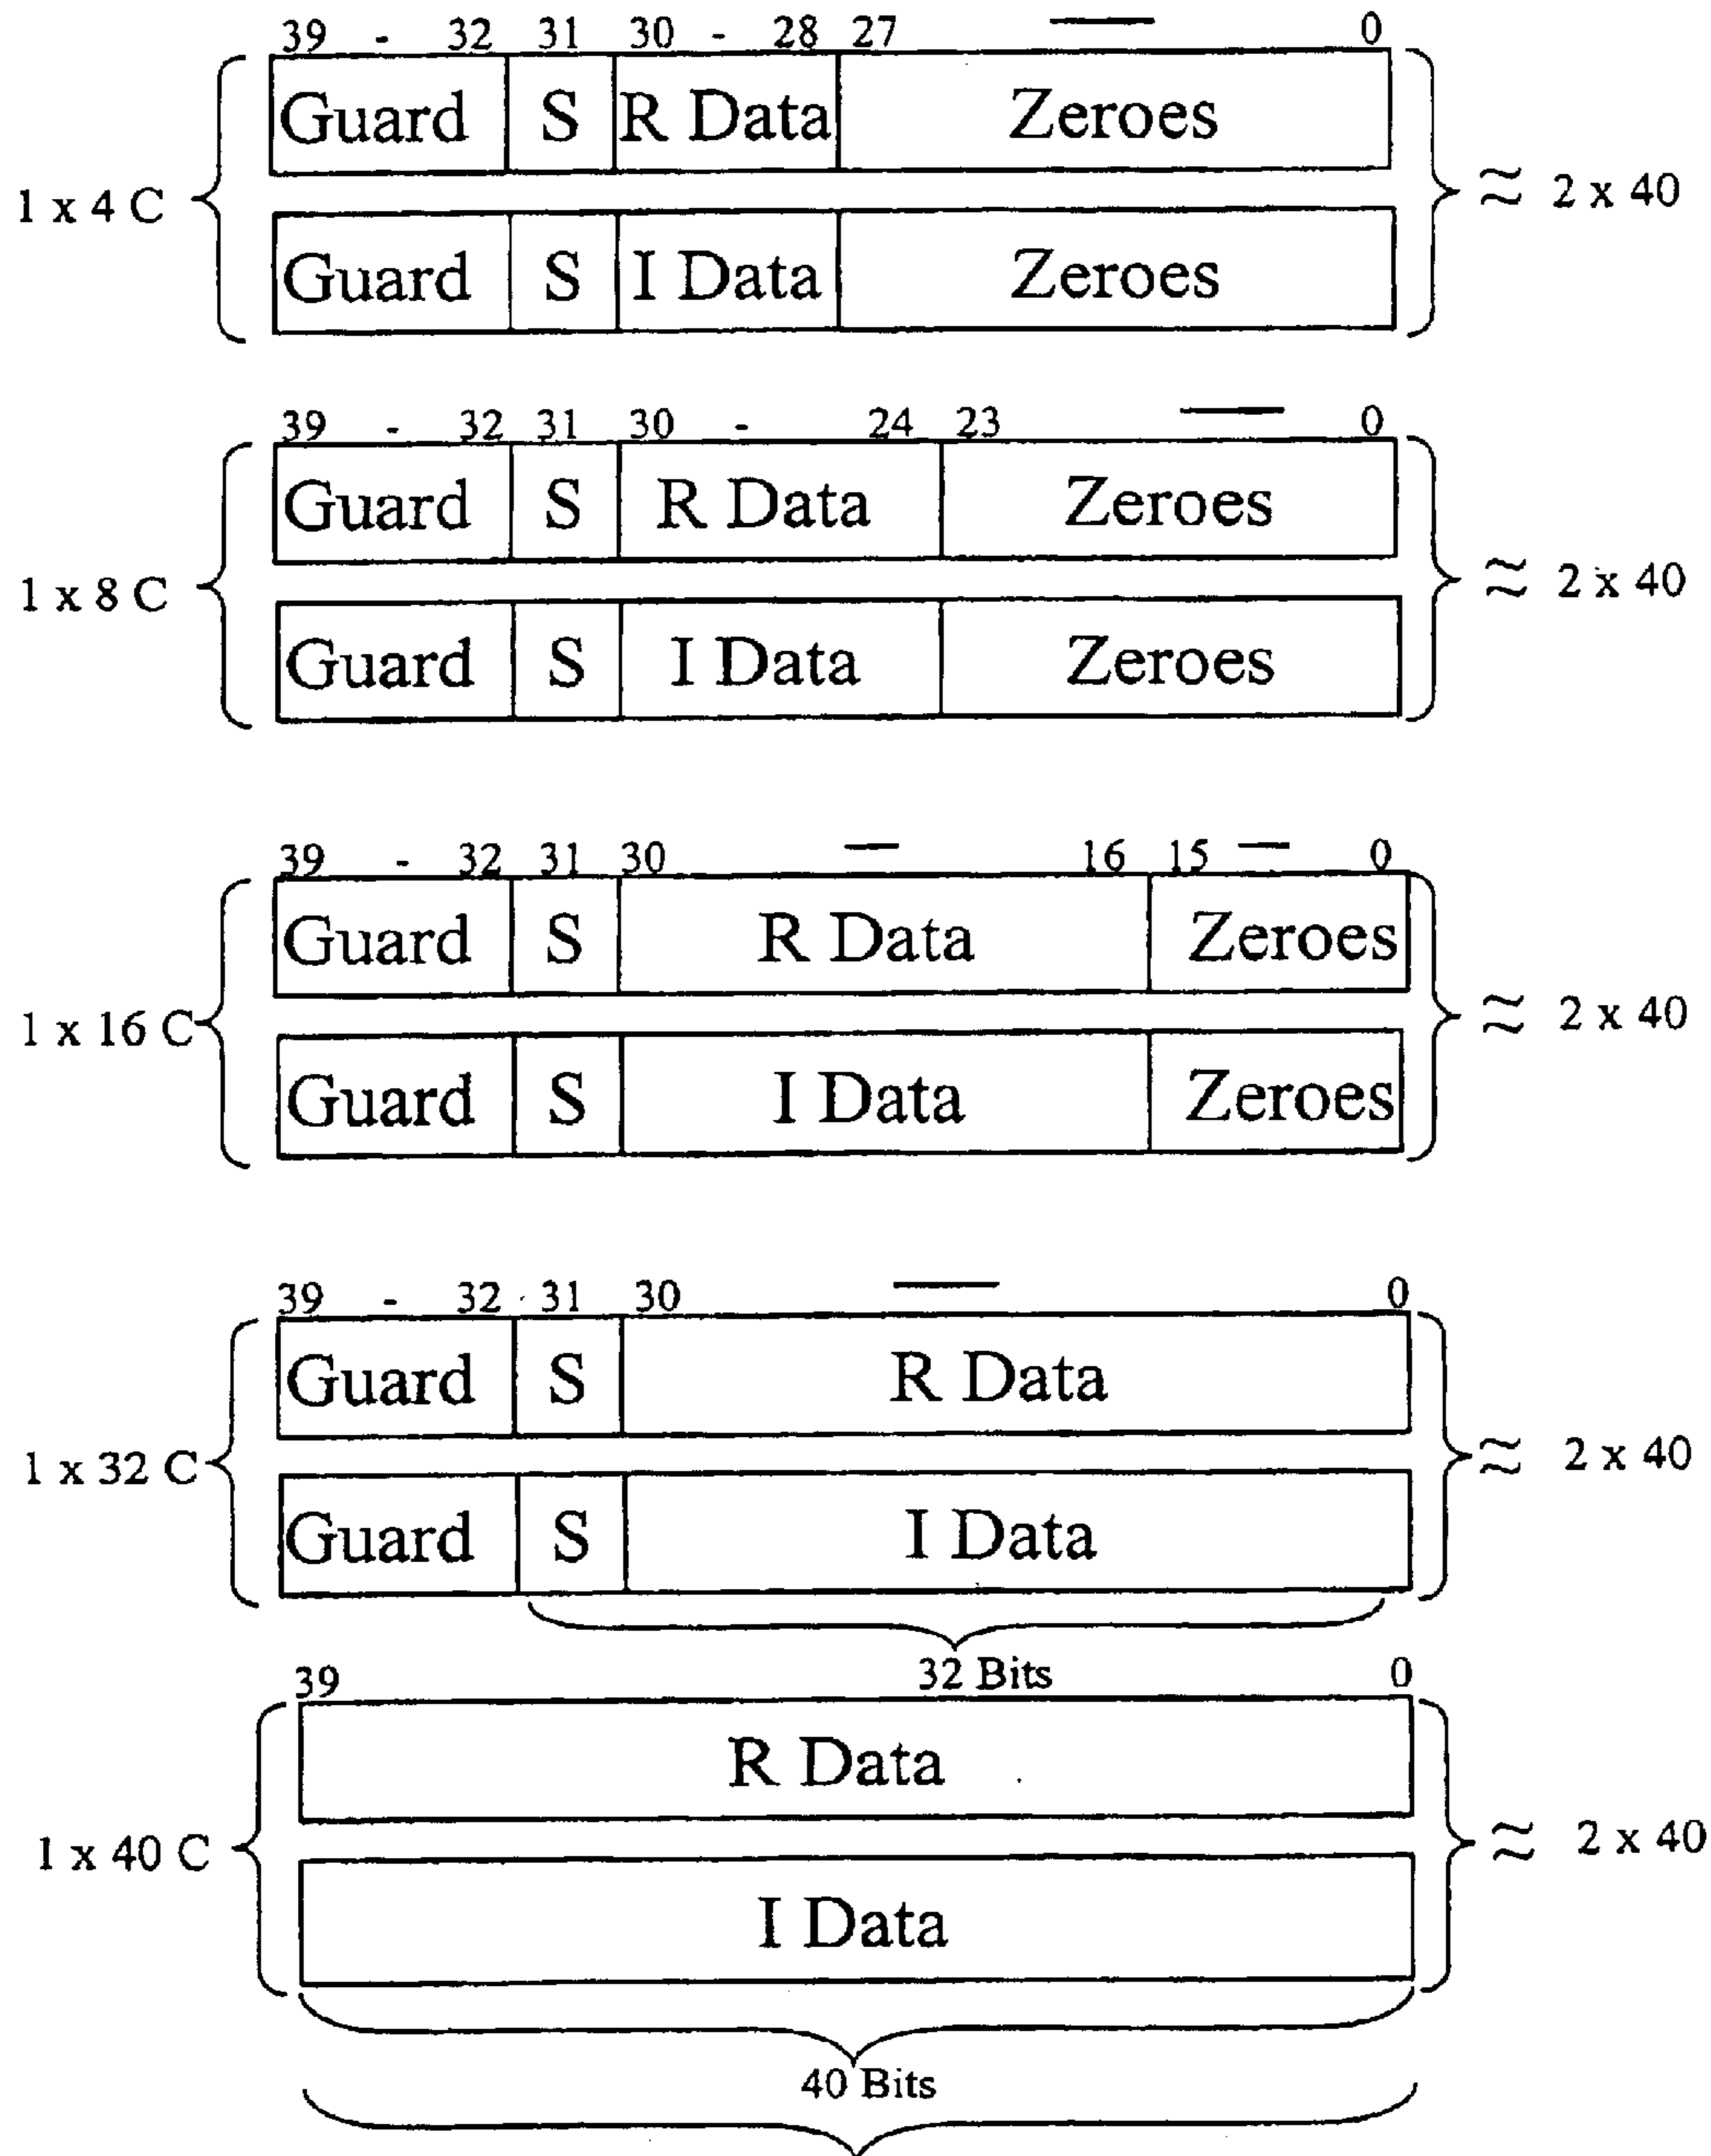 39 - 32 31 30 - 28 27 — 0
Guard S R Data Zeroes
1 x 4 C ≈ 2 x 40
Guard S I Data Zeroes
39 - 32 31 30 - 24 23 — 0
Guard S R Data Zeroes
1 x 8 C ≈ 2 x 40
Guard S I Data Zeroes
39 - 32 31 30 — 16 15 — 0
Guard S R Data Zeroes
1 x 16 C ≈ 2 x 40
Guard S I Data Zeroes
39 - 32 31 30 — 0
Guard S R Data
1 x 32 C ≈ 2 x 40
Guard S I Data
32 Bits
39 0
R Data
1 x 40 C ≈ 2 x 40
I Data
40 Bits